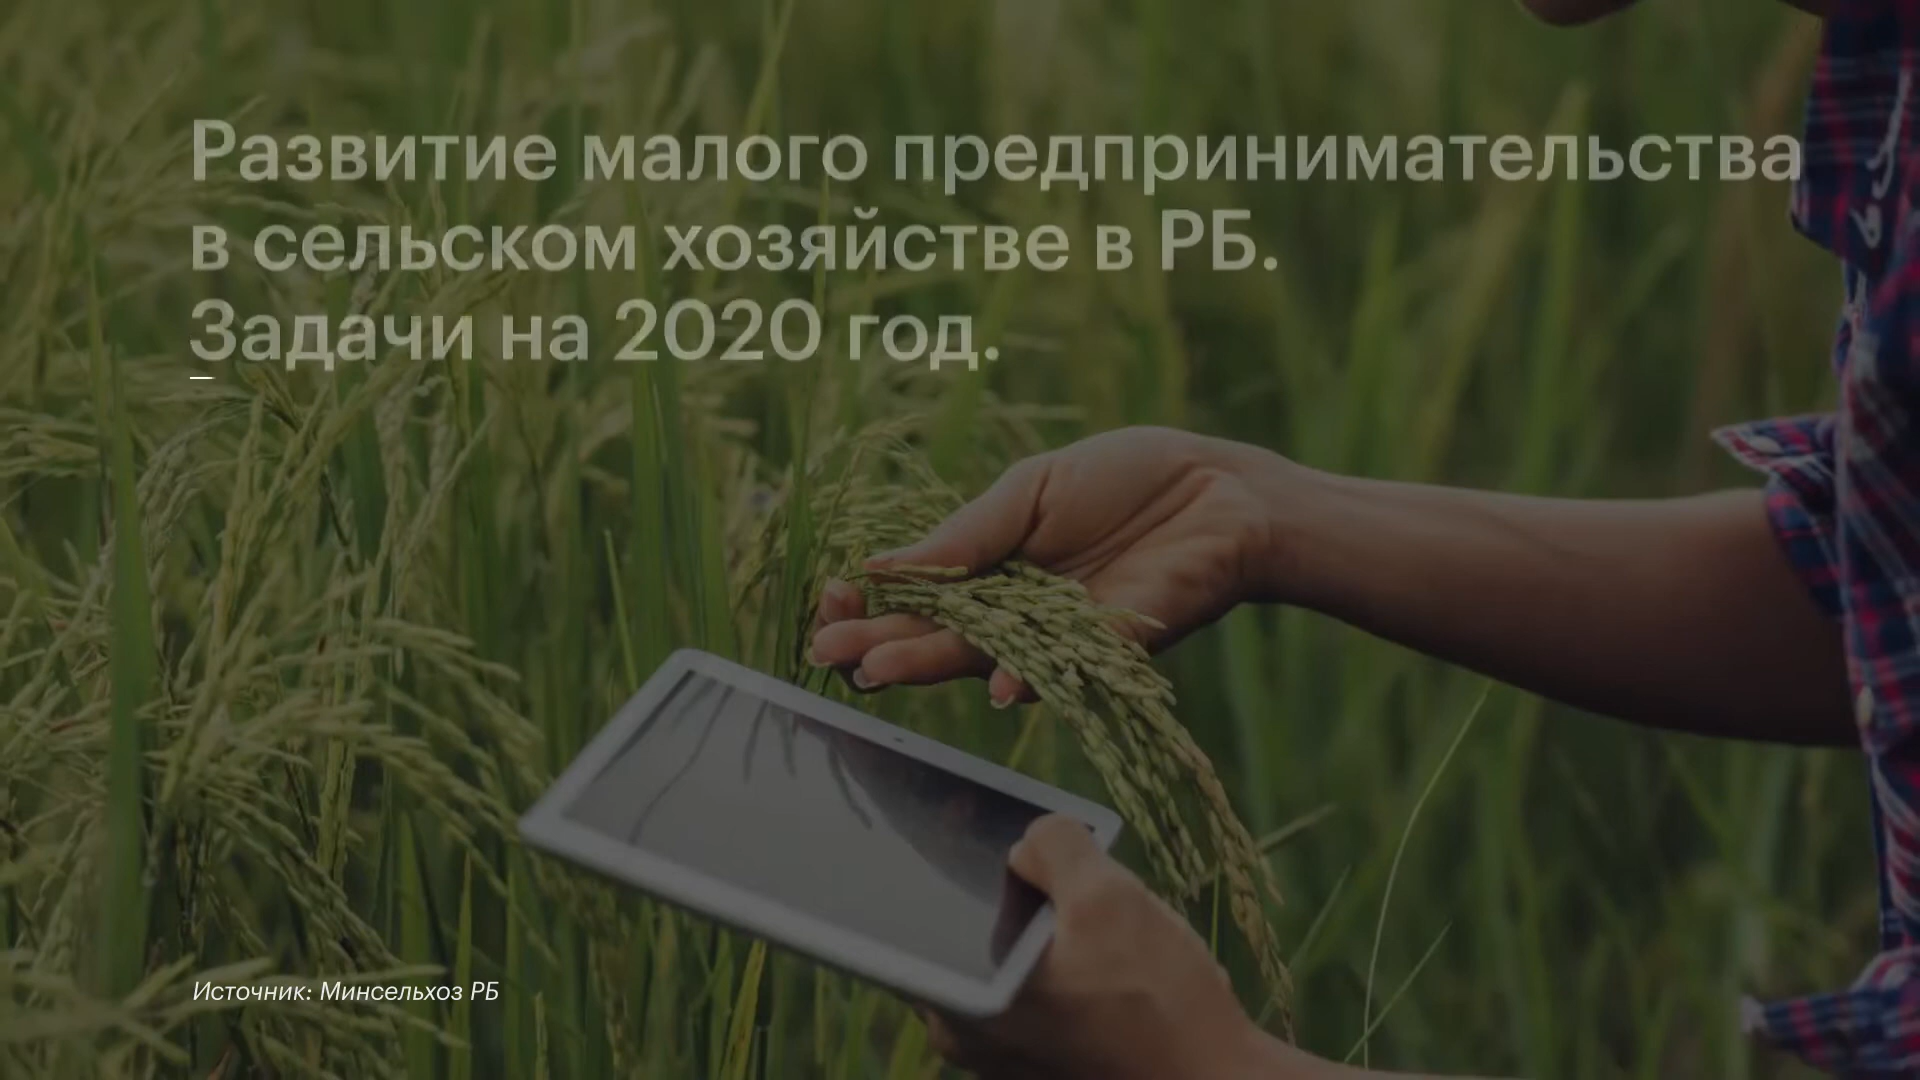 Развитие малого предпринимательства
в сельском хозяйстве в РБ.
Задачи на 2020 год.
Источник: Минсельхоз РБ